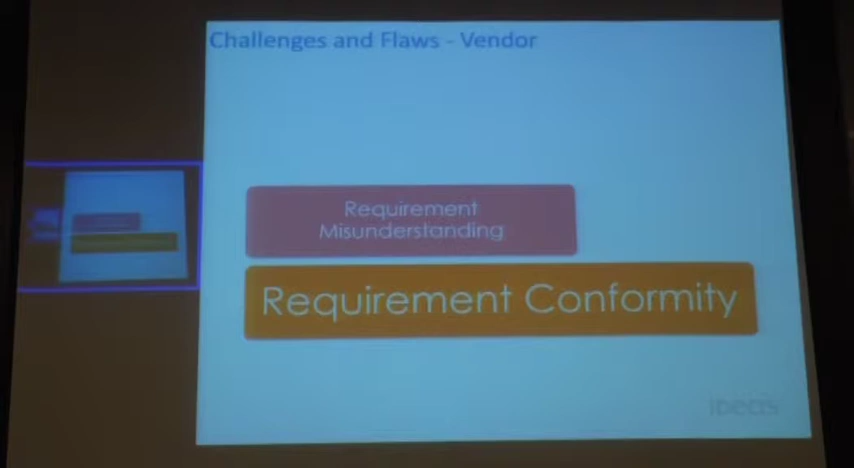 Challenges and Flaws - Vendor
Requirement
Misunderstanding
Requirement Conformity